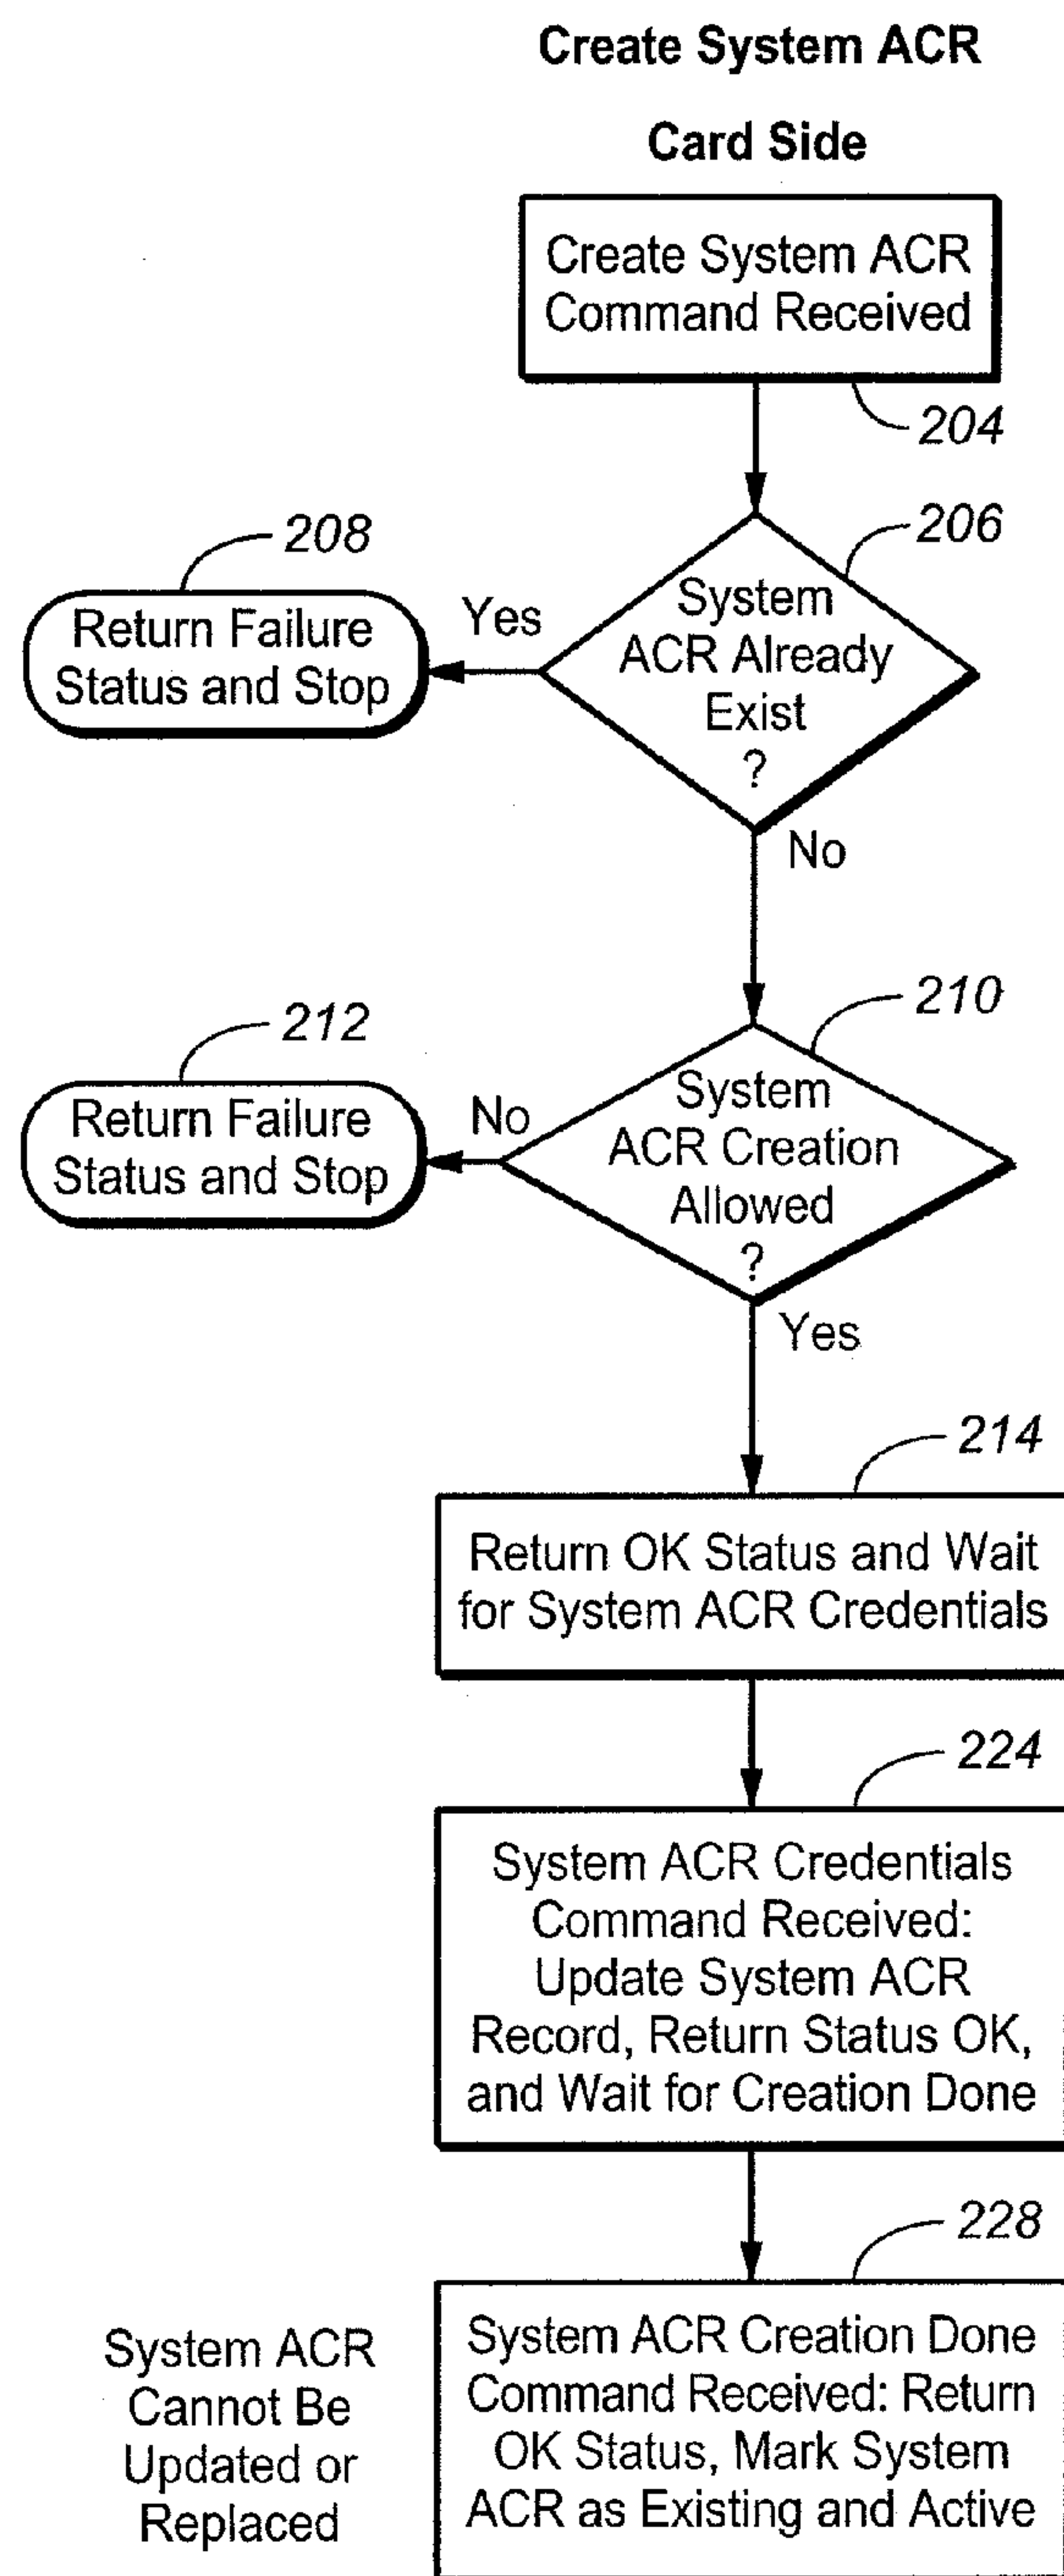 Create System ACR
Card Side
Create System ACR
Command Received
204
206
System
ACR Already
Exist
?
Yes
208
Return Failure
Status and Stop
No
210
System
ACR Creation
Allowed
?
No
212
Return Failure
Status and Stop
Yes
214
Return OK Status and Wait
for System ACR Credentials
224
System ACR Credentials
Command Received:
Update System ACR
Record, Return Status OK,
and Wait for Creation Done
228
System ACR Creation Done
Command Received: Return
OK Status, Mark System
ACR as Existing and Active
System ACR
Cannot Be
Updated or
Replaced